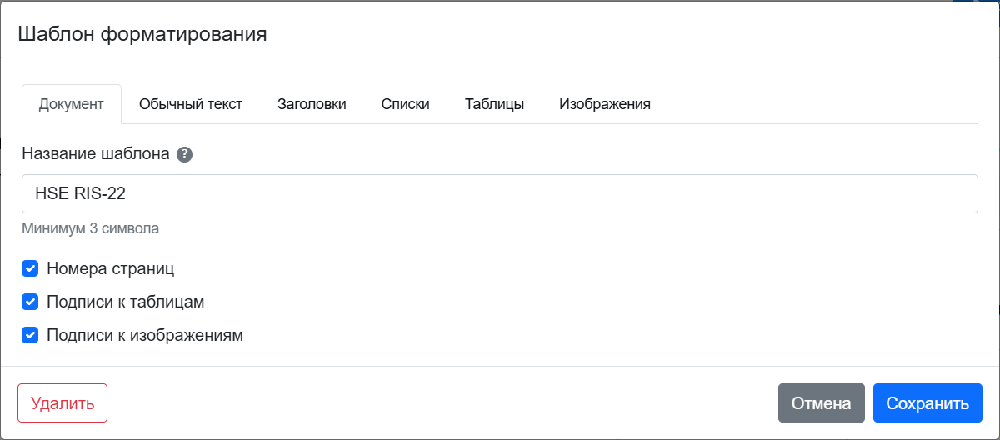 Шаблон форматирования
Документ Обычный текст Заголовки Списки Таблицы Изображения
Название шаблона ?
HSE RIS-22
Минимум 3 символа
Номера страниц
Подписи к таблицам
Подписи к изображениям
Удалить Отмена Сохранить